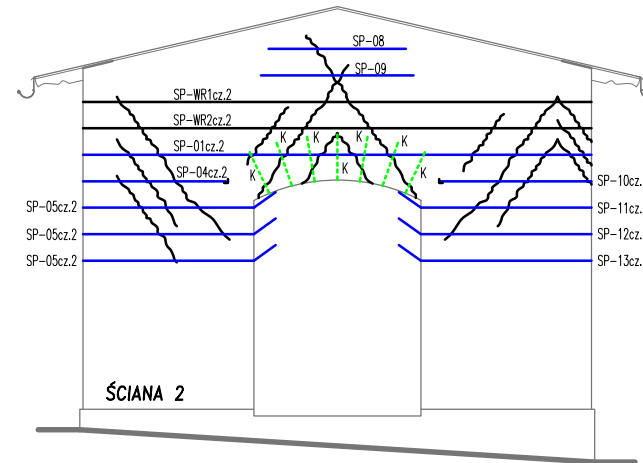 SP-08
SP-09
SP-WR1cz.2
SP-WR2cz.2
K K K K
SP-01cz.2
SP-04cz.2
K K K K
SP-10cz.
SP-05cz.2
SP-11cz.
SP-05cz.2
SP-12cz.
SP-05cz.2
SP-13cz.
ŚCIANA 2